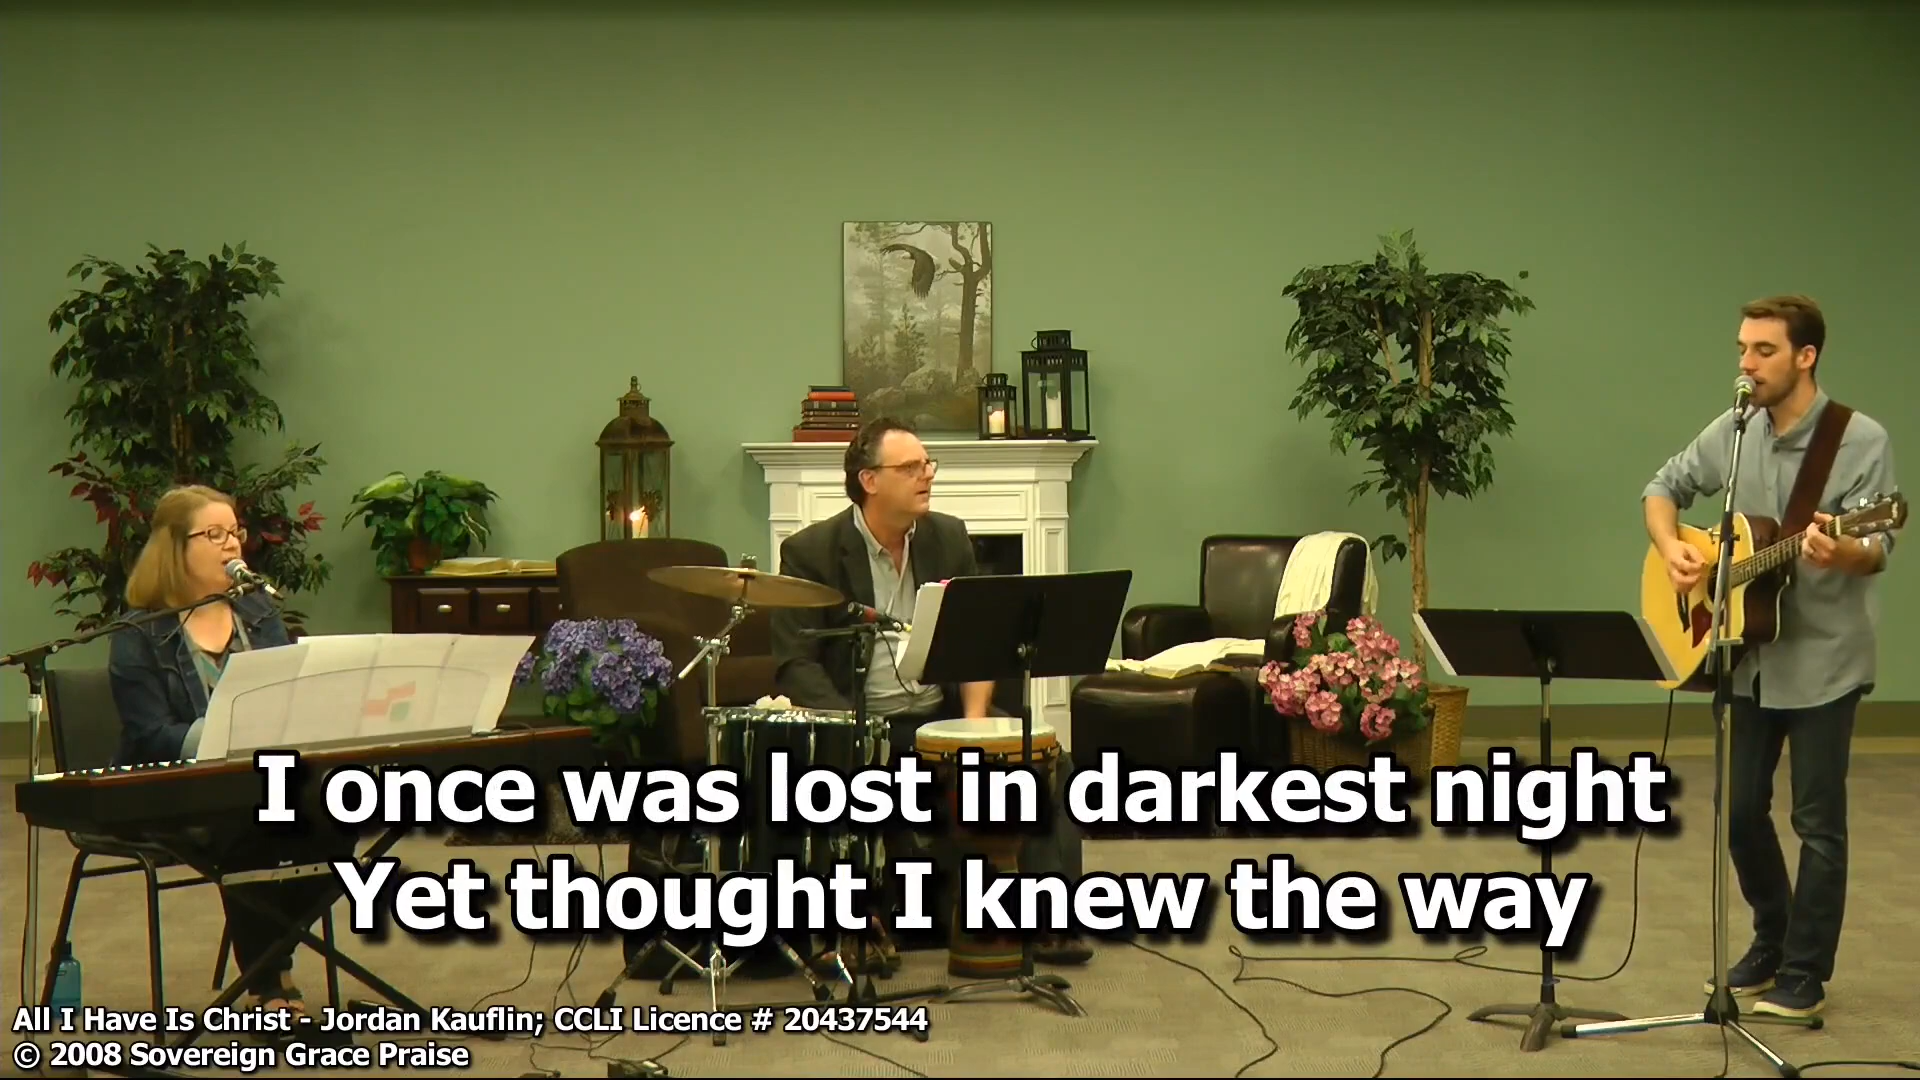 I once was lost in darkest night
Yet thought I knew the way
All I Have Is Christ - Jordan Kauflin; CCLI Licence # 20437544
© 2008 Sovereign Grace Praise